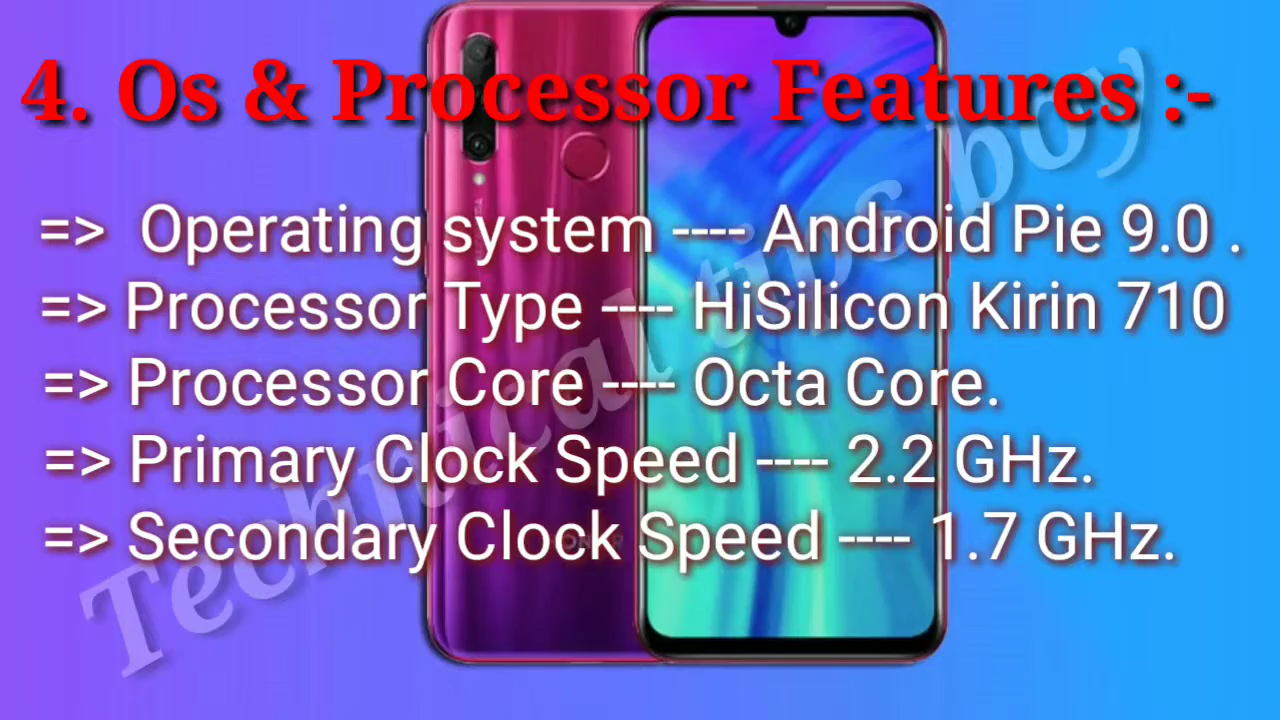 4. Os & Processor Features :-
=> Operating system ---- Android Pie 9.0 .
=> Processor Type ---- HiSilicon Kirin 710
=> Processor Core ---- Octa Core.
=> Primary Clock Speed ---- 2.2 GHz.
=> Secondary Clock Speed ---- 1.7 GHz.
Technical tips boy